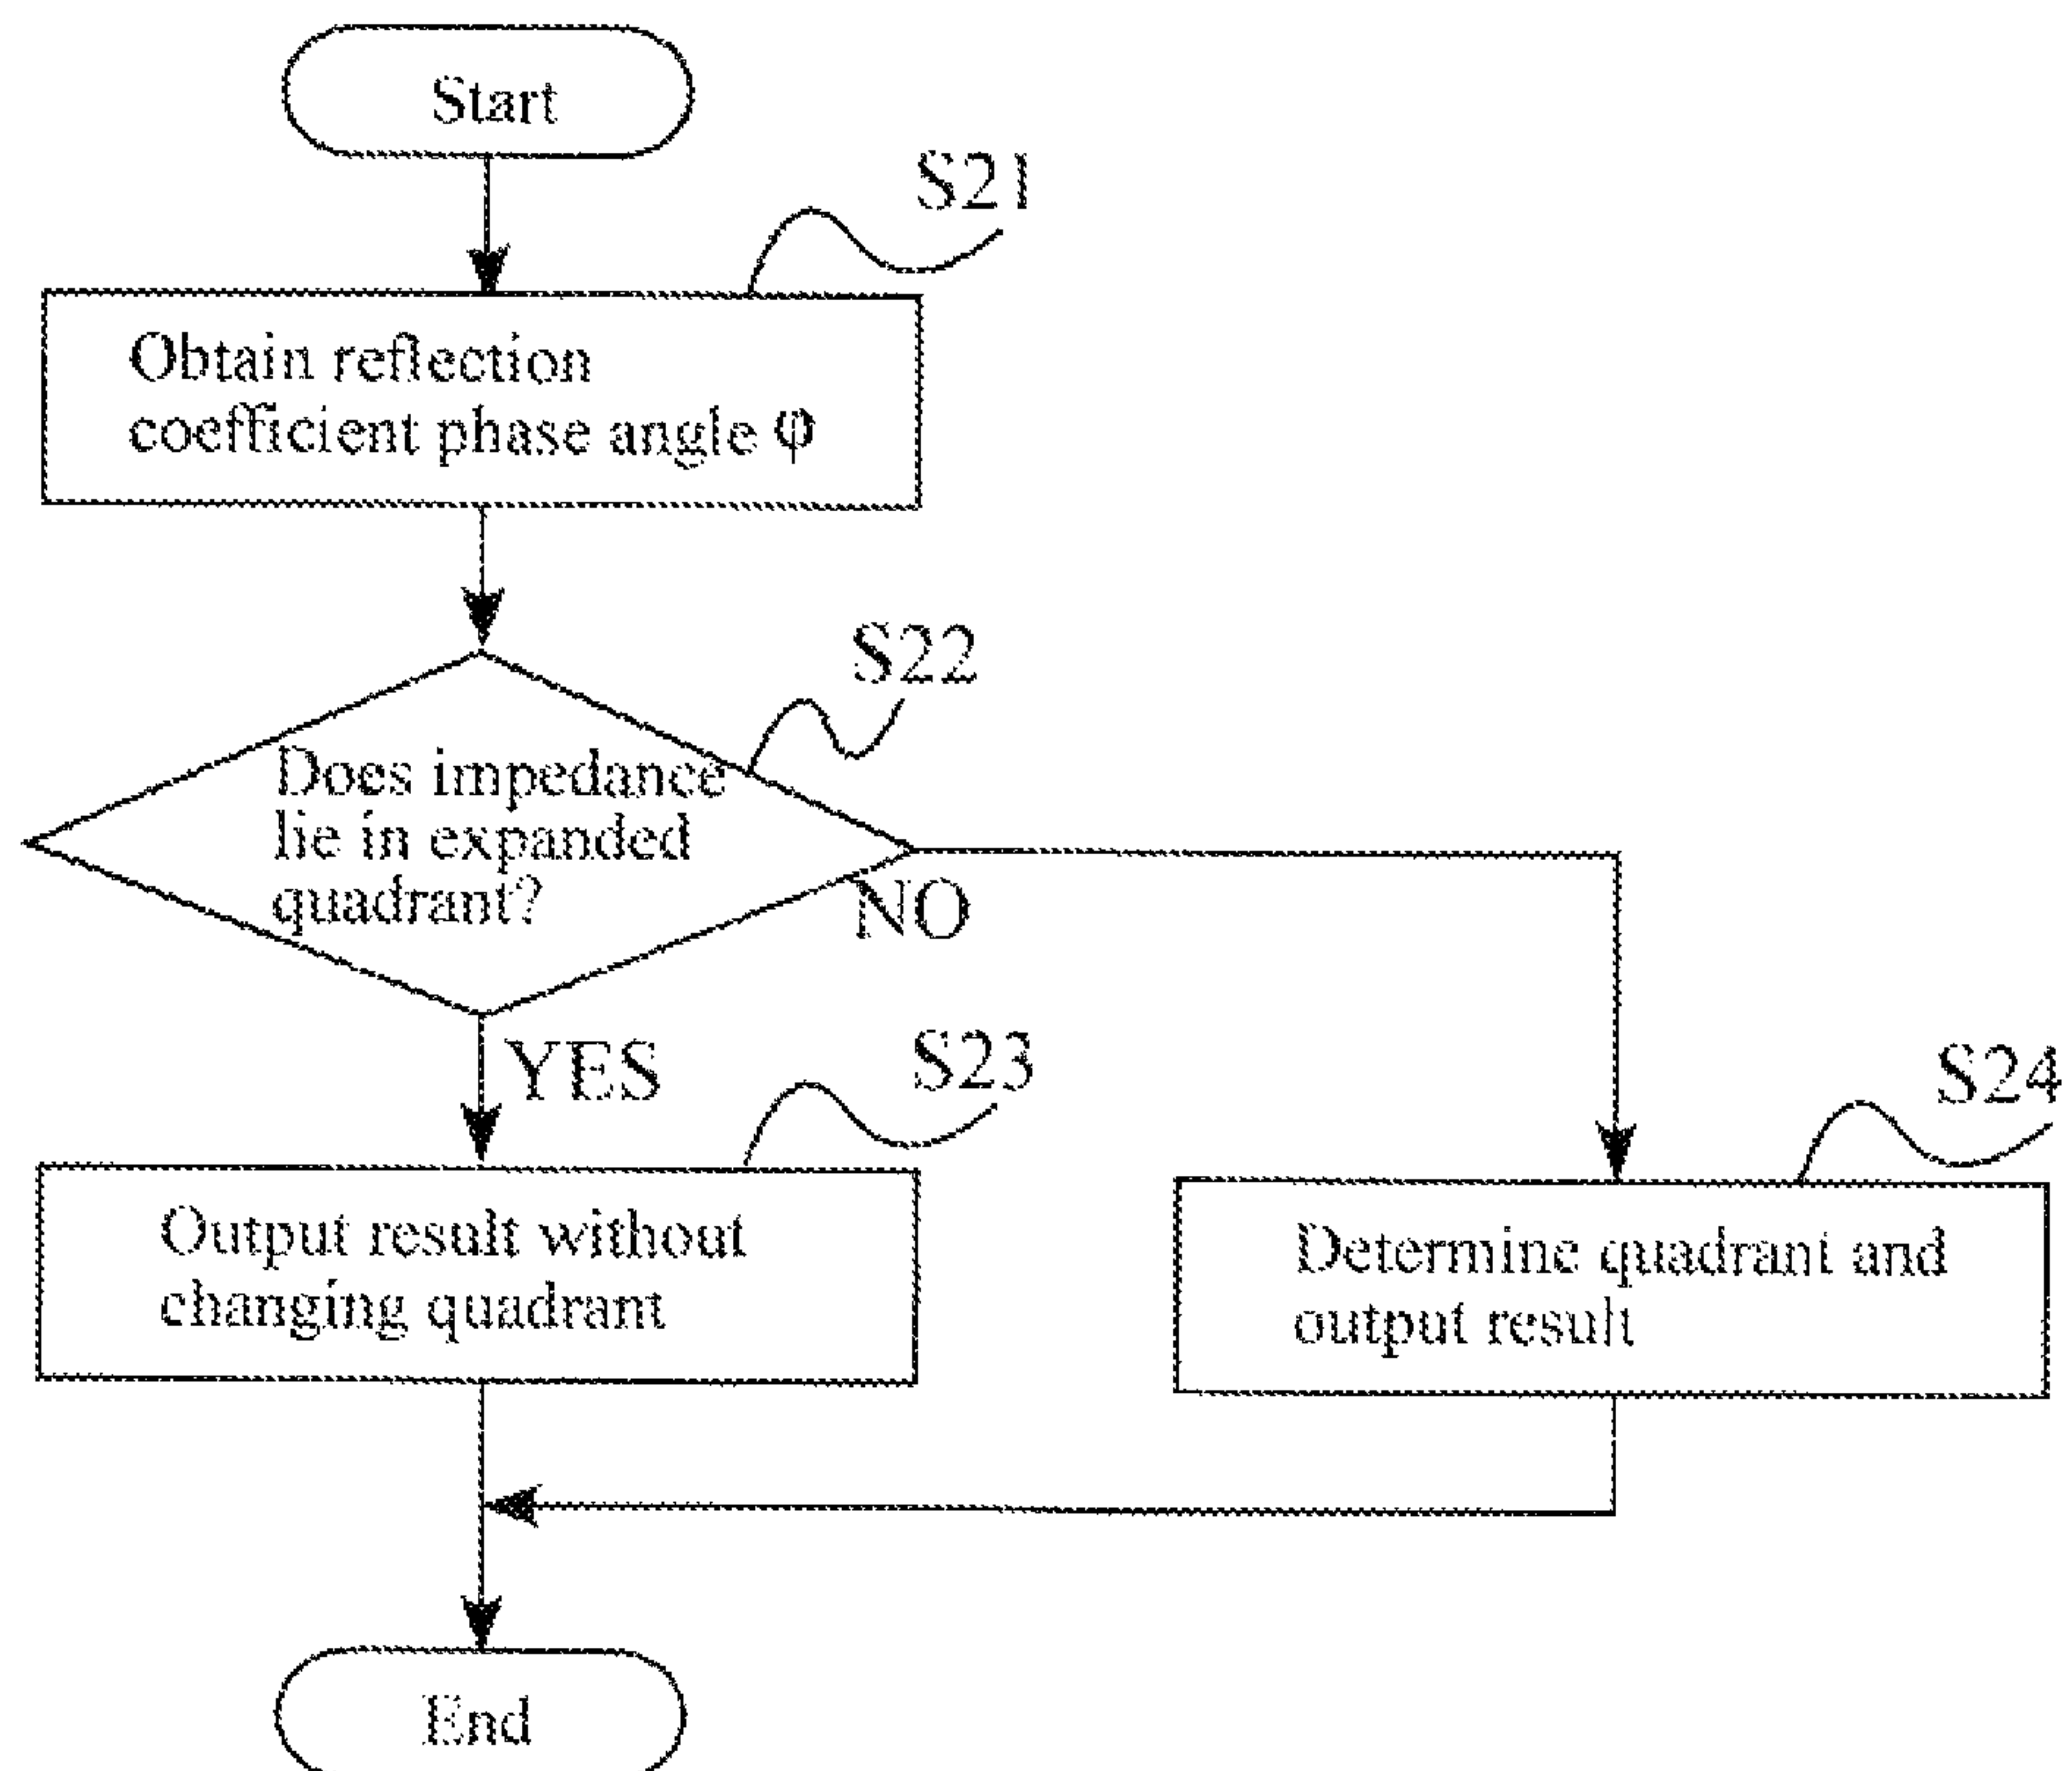 Start
S21
Obtain reflection
coefficient phase angle φ
S22
Does impedance
lie in expanded
quadrant?
NO
YES
S23
Output result without
changing quadrant
S24
Determine quadrant and
output result
End